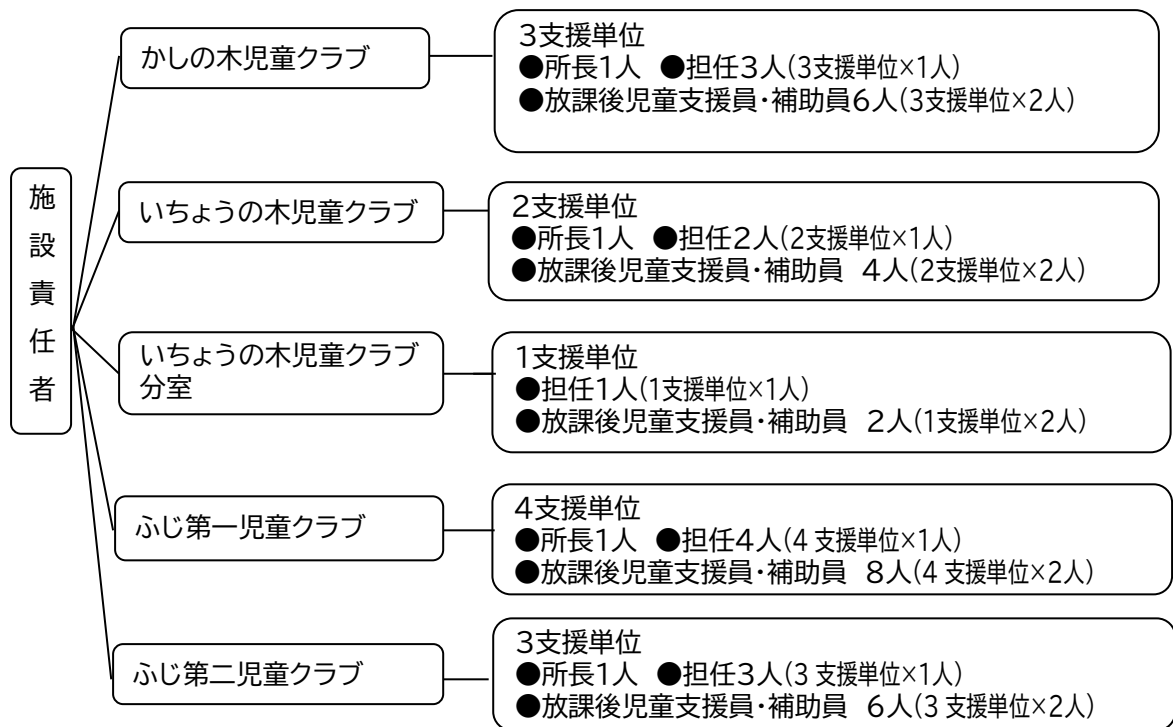 施設責任者
かしの木児童クラブ
3支援単位
●所長1人 ●担任3人(3支援単位×1人)
●放課後児童支援員・補助員6人(3支援単位×2人)
いちょうの木児童クラブ
2支援単位
●所長1人 ●担任2人(2支援単位×1人)
●放課後児童支援員・補助員 4人(2支援単位×2人)
いちょうの木児童クラブ
分室
1支援単位
●担任1人(1支援単位×1人)
●放課後児童支援員・補助員 2人(1支援単位×2人)
ふじ第一児童クラブ
4支援単位
●所長1人 ●担任4人(4 支援単位×1人)
●放課後児童支援員・補助員 8人(4 支援単位×2人)
ふじ第二児童クラブ
3支援単位
●所長1人 ●担任3人(3 支援単位×1人)
●放課後児童支援員・補助員 6人(3 支援単位×2人)